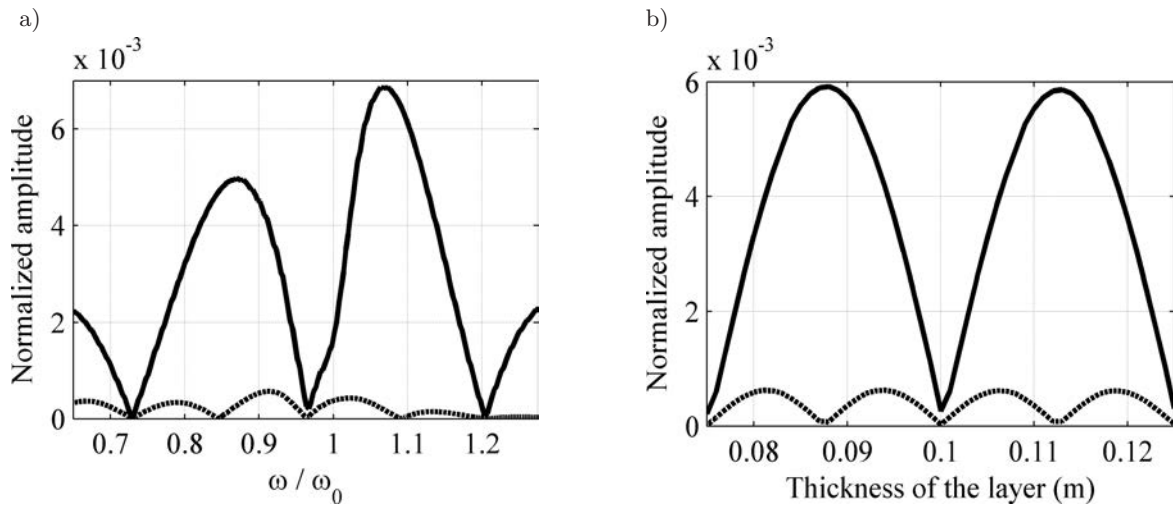 a)
x 10⁻³
Normalized amplitude
6
4
2
0
0.7 0.8 0.9 1 1.1 1.2
ω / ω₀
b)
x 10⁻³
Normalized amplitude
6
4
2
0
0.08 0.09 0.1 0.11 0.12
Thickness of the layer (m)